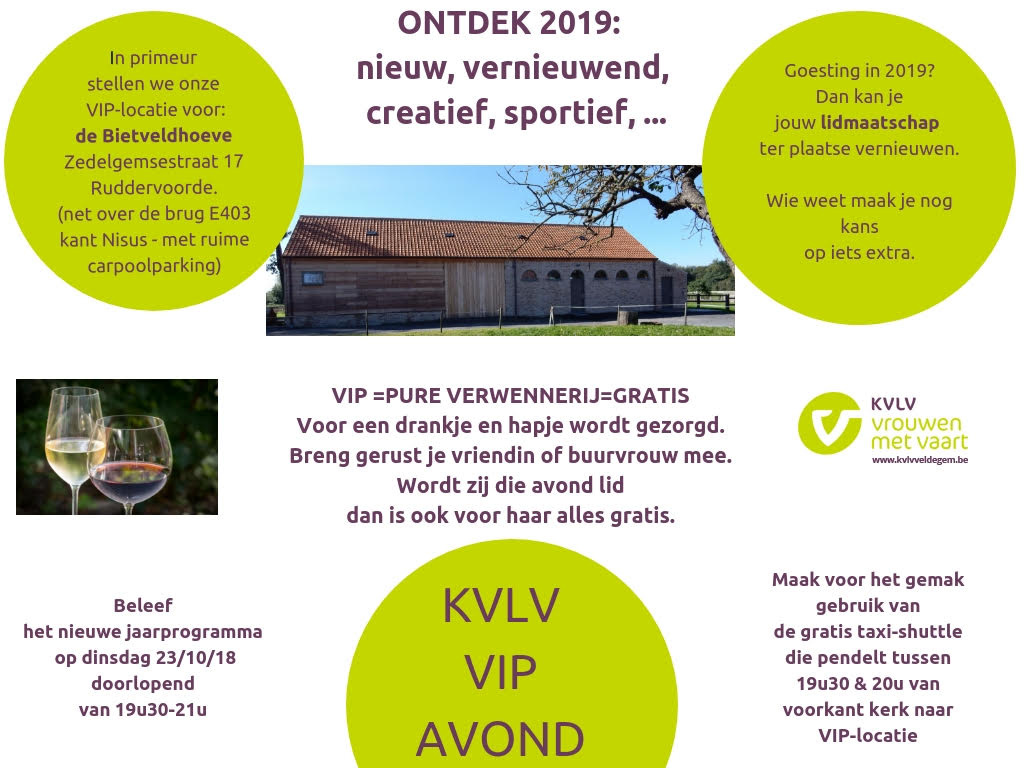 ONTDEK 2019:
nieuw, vernieuwend,
creatief, sportief, ...
In primeur
stellen we onze
VIP-locatie voor:
de Bietveldhoeve
Zedelgemsestraat 17
Ruddervoorde.
(net over de brug E403
kant Nisus - met ruime
carpoolparking)
Goesting in 2019?
Dan kan je
jouw lidmaatschap
ter plaatse vernieuwen.
Wie weet maak je nog
kans
op iets extra.
VIP =PURE VERWENNERIJ=GRATIS
Voor een drankje en hapje wordt gezorgd.
Breng gerust je vriendin of buurvrouw mee.
Wordt zij die avond lid
dan is ook voor haar alles gratis.
KVLV
vrouwen
met vaart
www.kvlvveldegem.be
Beleef
het nieuwe jaarprogramma
op dinsdag 23/10/18
doorlopend
van 19u30-21u
KVLV
VIP
AVOND
Maak voor het gemak
gebruik van
de gratis taxi-shuttle
die pendelt tussen
19u30 & 20u van
voorkant kerk naar
VIP-locatie